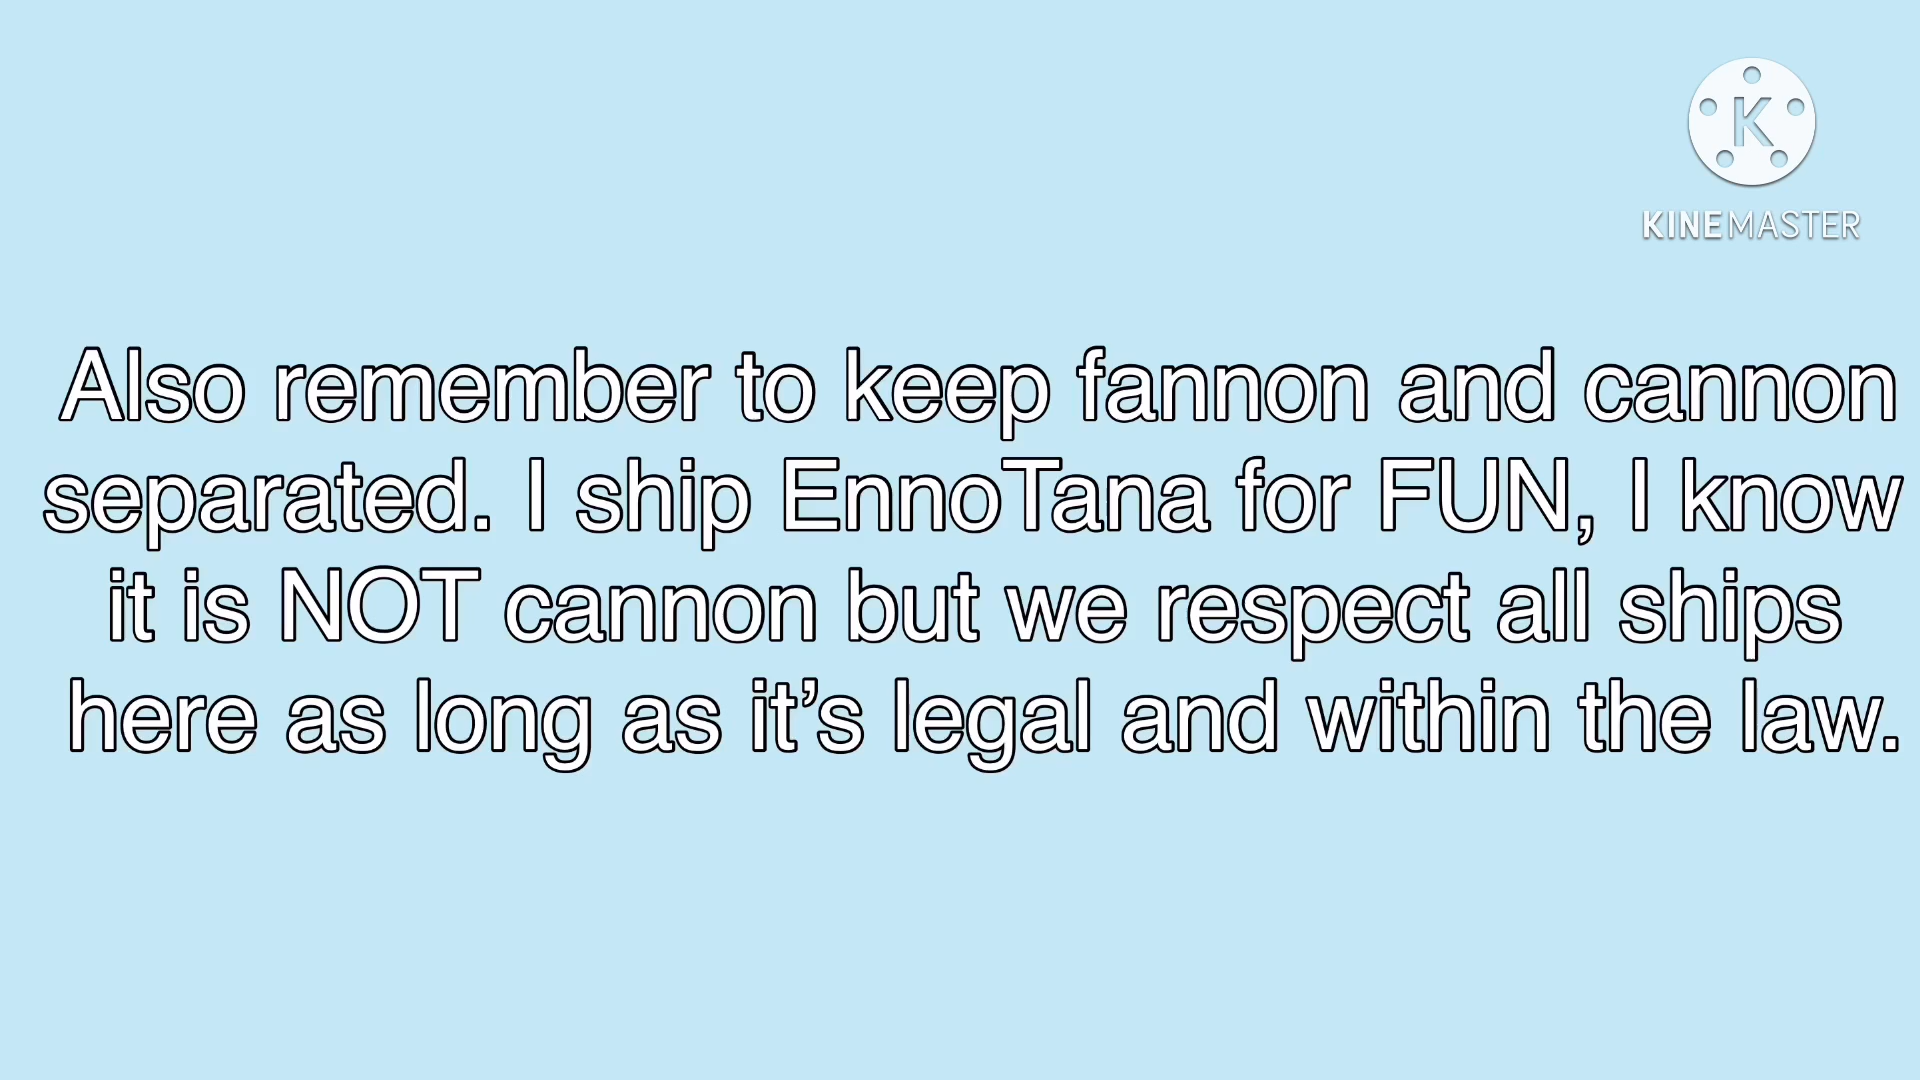 K
KINEMASTER
Also remember to keep fannon and cannon
separated. I ship EnnoTana for FUN, I know
it is NOT cannon but we respect all ships
here as long as it’s legal and within the law.